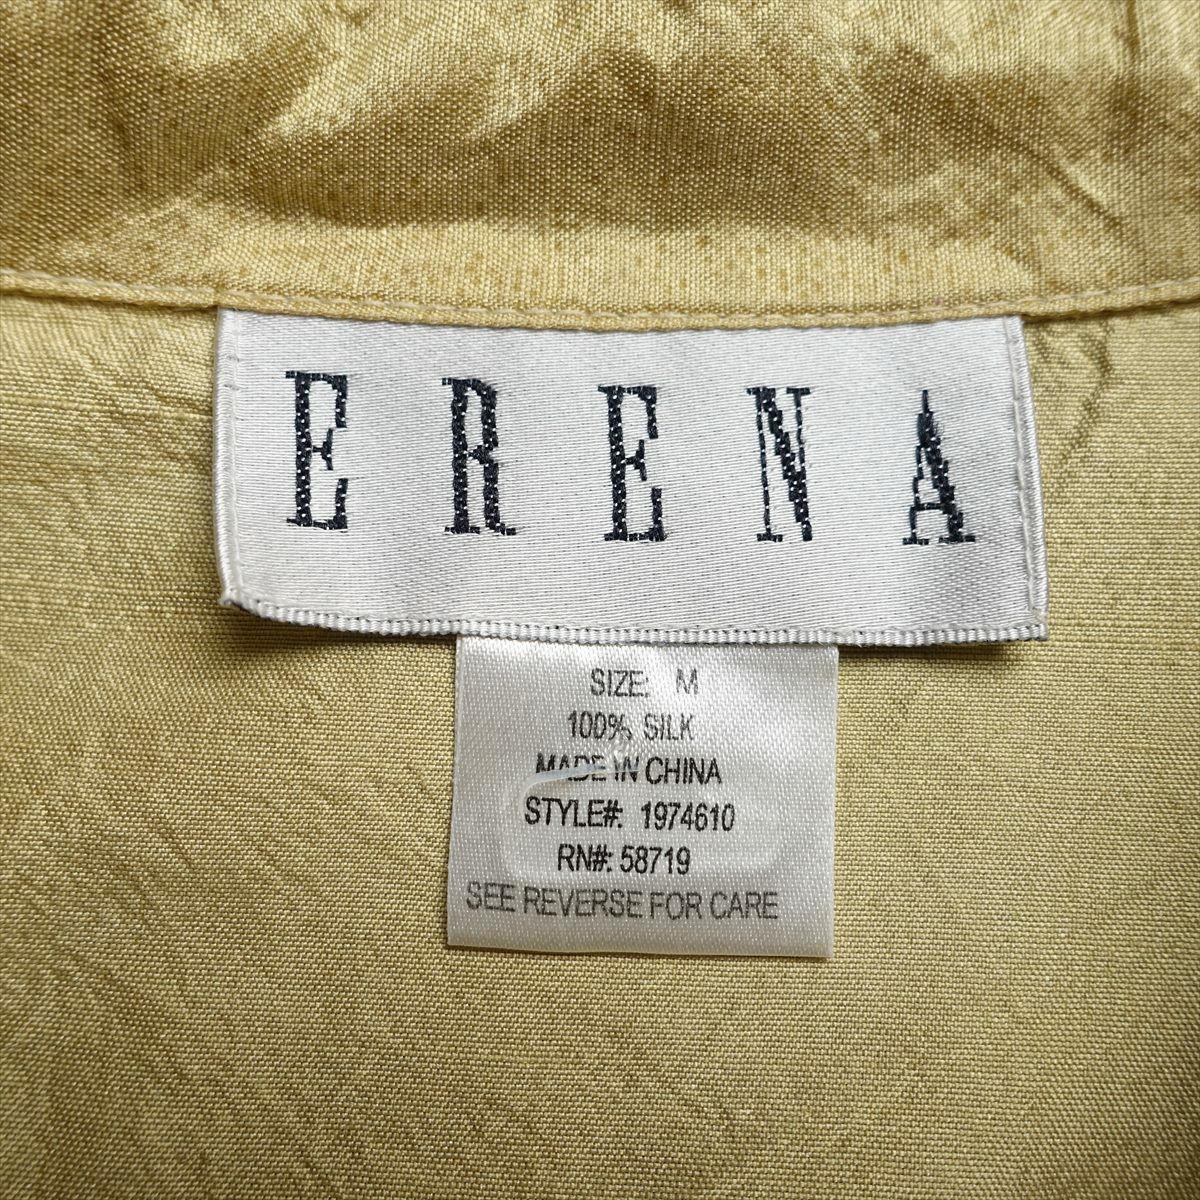 ERENA
SIZE: M
100% SILK
MADE IN CHINA
STYLE#: 1974610
RN#: 58719
SEE REVERSE FOR CARE